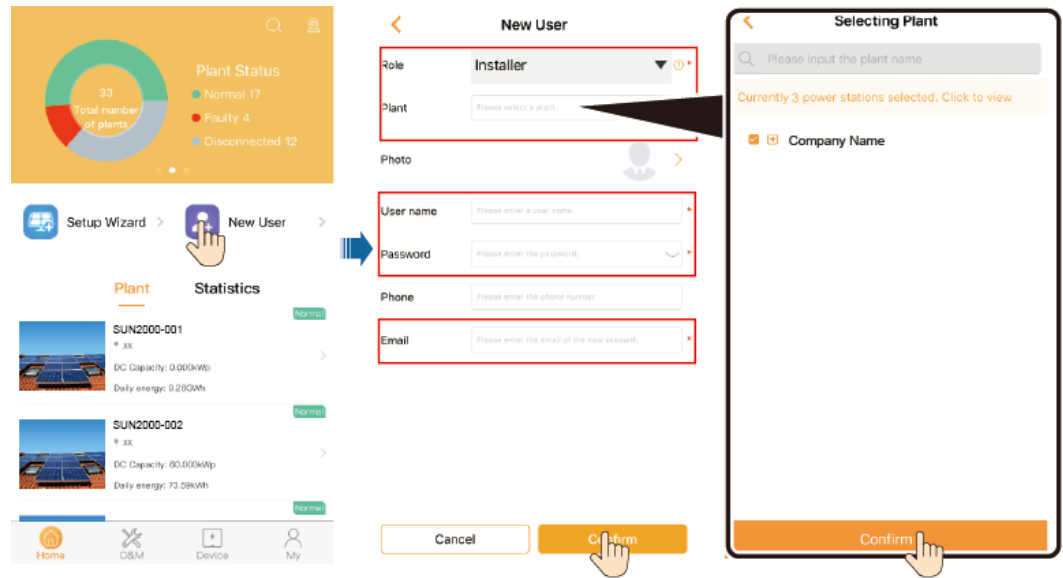 33
Total number
of plants
Plant Status
Normal 17
Faulty 4
Disconnected 12
Setup Wizard
New User
Plant
Statistics
Normal
SUN2000-001
XX
DC Capacity: 0.000kWp
Daily energy: 9.28GWh
Normal
SUN2000-002
XX
DC Capacity: 60.000kWp
Daily energy: 73.59kWh
Normal
Home
O&M
Device
My
New User
Role
Installer
*
Plant
Please select a plant.
Photo
User name
Please enter a user name.
*
Password
Please enter the password.
*
Phone
Please enter the phone number.
Email
Please enter the email of the new account.
*
Cancel
Confirm
Selecting Plant
Please input the plant name
Currently 3 power stations selected. Click to view
Company Name
Confirm